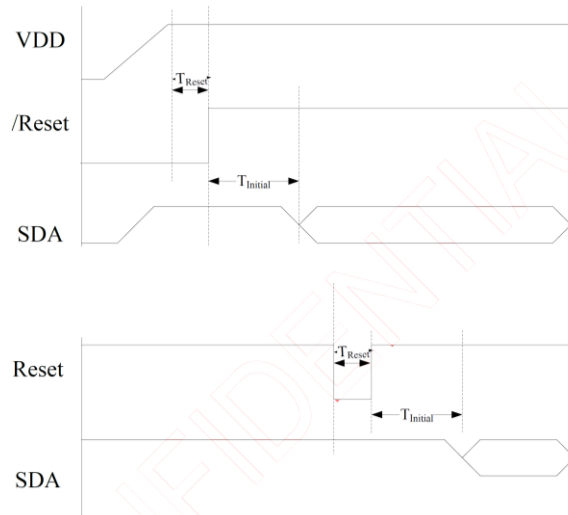 VDD
TReset
/Reset
TInitial
SDA
TReset
Reset
TInitial
SDA